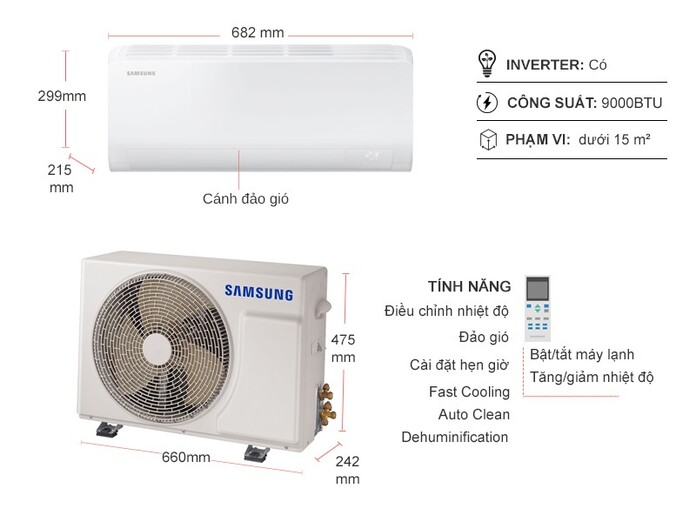 682 mm
SAMSUNG
299mm
215
mm
Cánh đảo gió
INVERTER: Có
CÔNG SUẤT: 9000BTU
PHẠM VI: dưới 15 m²
SAMSUNG
475
mm
660mm
242
mm
TÍNH NĂNG
Điều chỉnh nhiệt độ
Đảo gió
Cài đặt hẹn giờ
Fast Cooling
Auto Clean
Dehuminification
Bật/tắt máy lạnh
Tăng/giảm nhiệt độ